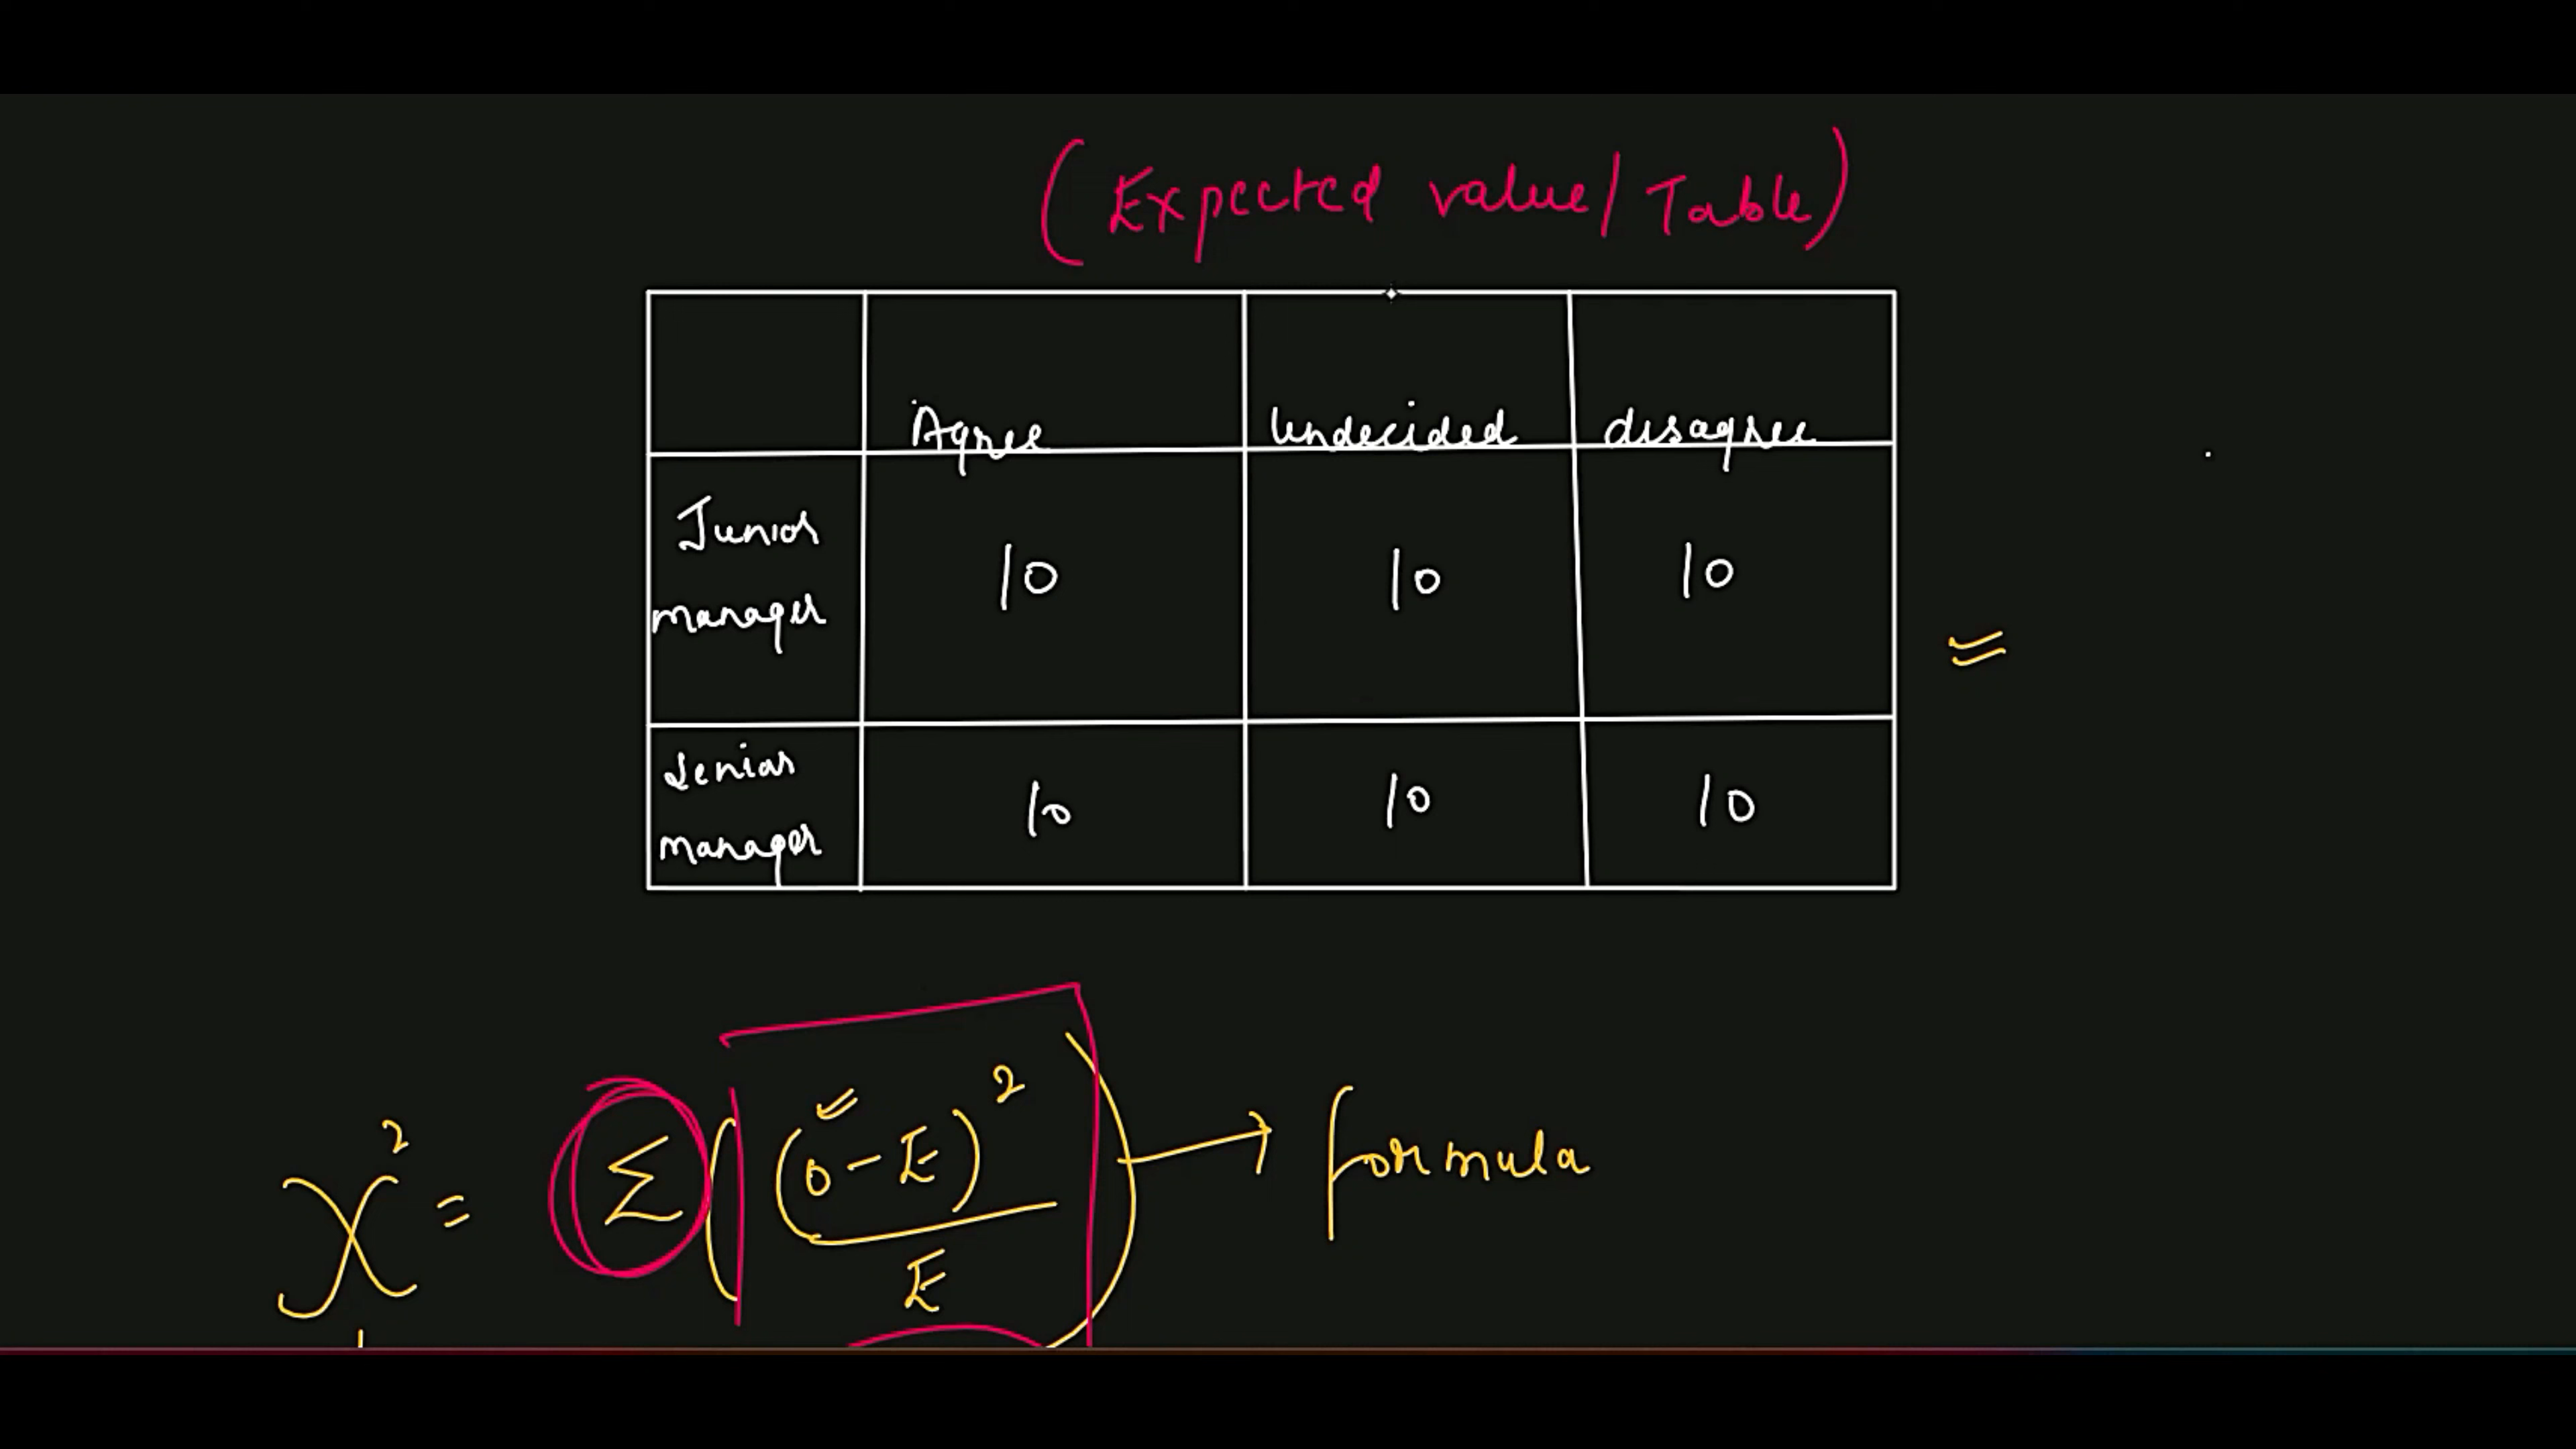 (Expected value/Table)
Agree Undecided disagree
Junior
manager
10 10 10
Senior
manager
10 10 10
χ² = Σ((O-E)²/E) → formula